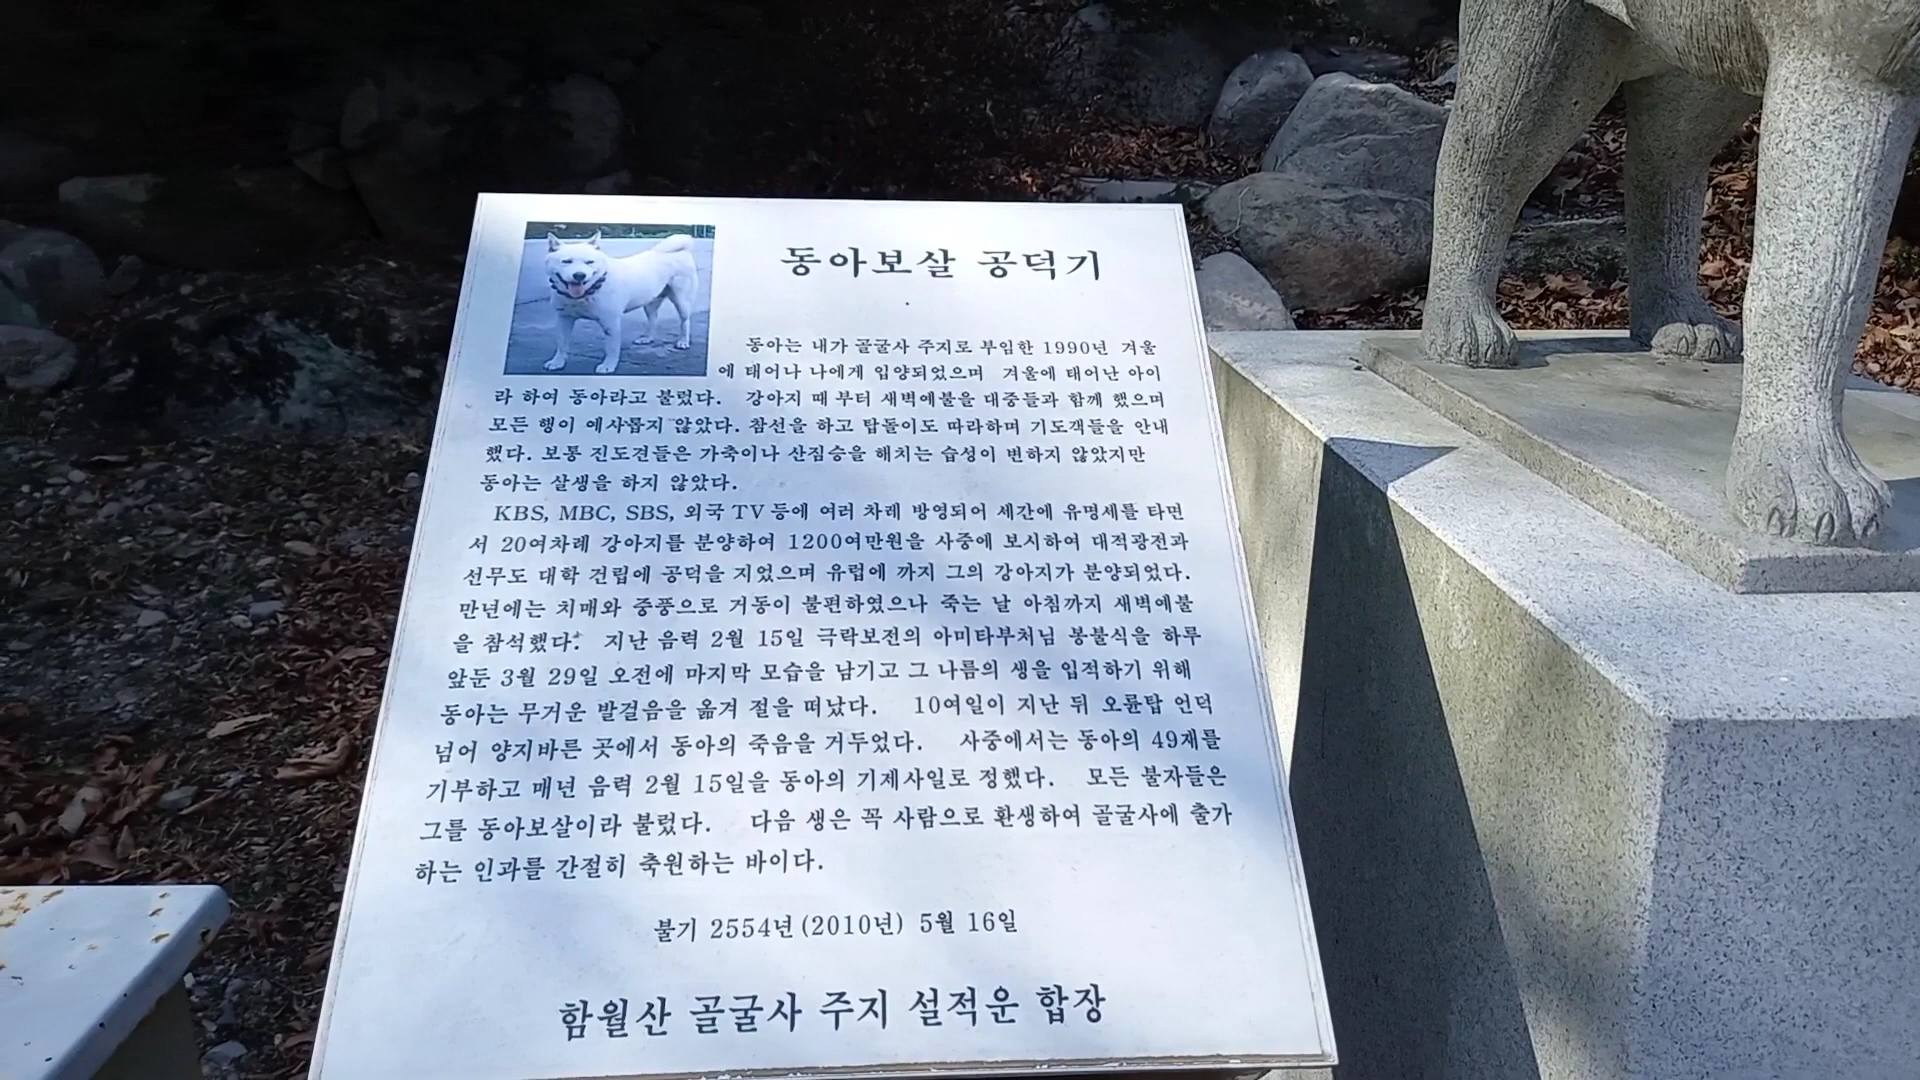 동아보살 공덕기
동아는 내가 골굴사 주지로 부임한 1990년 겨울
에 태어나 나에게 입양되었으며 겨울에 태어난 아이
라 하여 동아라고 불렀다. 강아지 때 부터 새벽예불을 대중들과 함께 했으며
모든 행이 예사롭지 않았다. 참선을 하고 탑돌이도 따라하며 기도객들을 안내
했다. 보통 진도견들은 가축이나 산짐승을 해치는 습성이 변하지 않았지만
동아는 살생을 하지 않았다.
KBS, MBC, SBS, 외국 TV 등에 여러 차례 방영되어 세간에 유명세를 타면
서 20여차례 강아지를 분양하여 1200여만원을 사중에 보시하여 대적광전과
선무도 대학 건립에 공덕을 지었으며 유럽에 까지 그의 강아지가 분양되었다.
만년에는 치매와 중풍으로 거동이 불편하였으나 죽는 날 아침까지 새벽예불
을 참석했다. 지난 음력 2월 15일 극락보전의 아미타부처님 봉불식을 하루
앞둔 3월 29일 오전에 마지막 모습을 남기고 그 나름의 생을 입적하기 위해
동아는 무거운 발걸음을 옮겨 절을 떠났다. 10여일이 지난 뒤 오륜탑 언덕
넘어 양지바른 곳에서 동아의 죽음을 거두었다. 사중에서는 동아의 49재를
기부하고 매년 음력 2월 15일을 동아의 기제사일로 정했다. 모든 불자들은
그를 동아보살이라 불렀다. 다음 생은 꼭 사람으로 환생하여 골굴사에 출가
하는 인과를 간절히 축원하는 바이다.
불기 2554년 (2010년) 5월 16일
함월산 골굴사 주지 설적운 합장